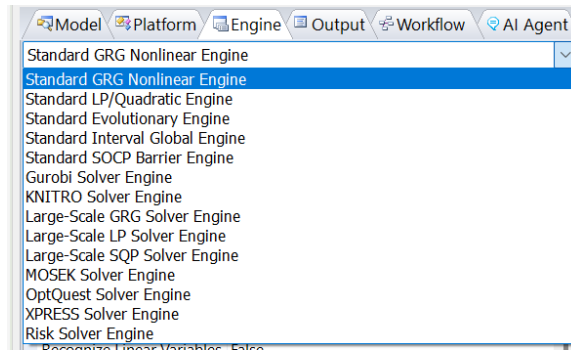 Model Platform Engine Output Workflow AI Agent
Standard GRG Nonlinear Engine
Standard GRG Nonlinear Engine
Standard LP/Quadratic Engine
Standard Evolutionary Engine
Standard Interval Global Engine
Standard SOCP Barrier Engine
Gurobi Solver Engine
KNITRO Solver Engine
Large-Scale GRG Solver Engine
Large-Scale LP Solver Engine
Large-Scale SQP Solver Engine
MOSEK Solver Engine
OptQuest Solver Engine
XPRESS Solver Engine
Risk Solver Engine
Recognize Linear Variables False